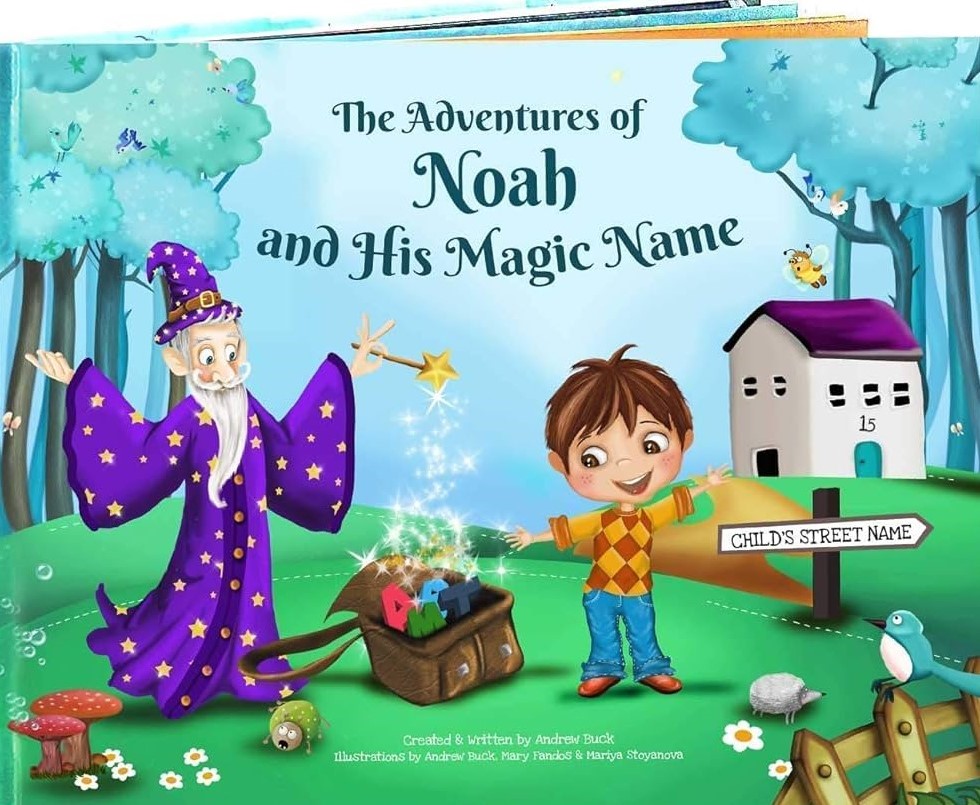 The Adventures of
Noah
and His Magic Name
15
CHILD'S STREET NAME
A A T
M
Created & Written by Andrew Buck
Illustrations by Andrew Buck, Mary Fandos & Mariya Stoyanova